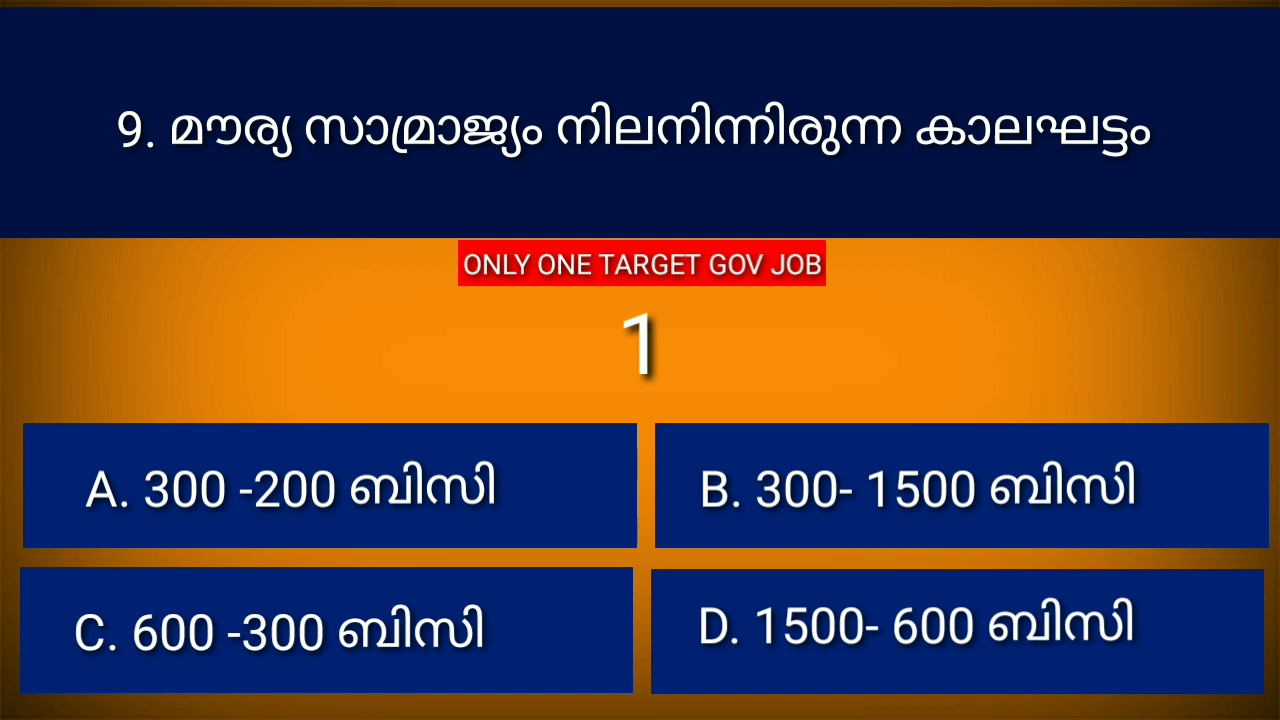 9. മൗര്യ സാമ്രാജ്യം നിലനിന്നിരുന്ന കാലഘട്ടം
ONLY ONE TARGET GOV JOB
1
A. 300 -200 ബിസി
B. 300- 1500 ബിസി
C. 600 -300 ബിസി
D. 1500- 600 ബിസി